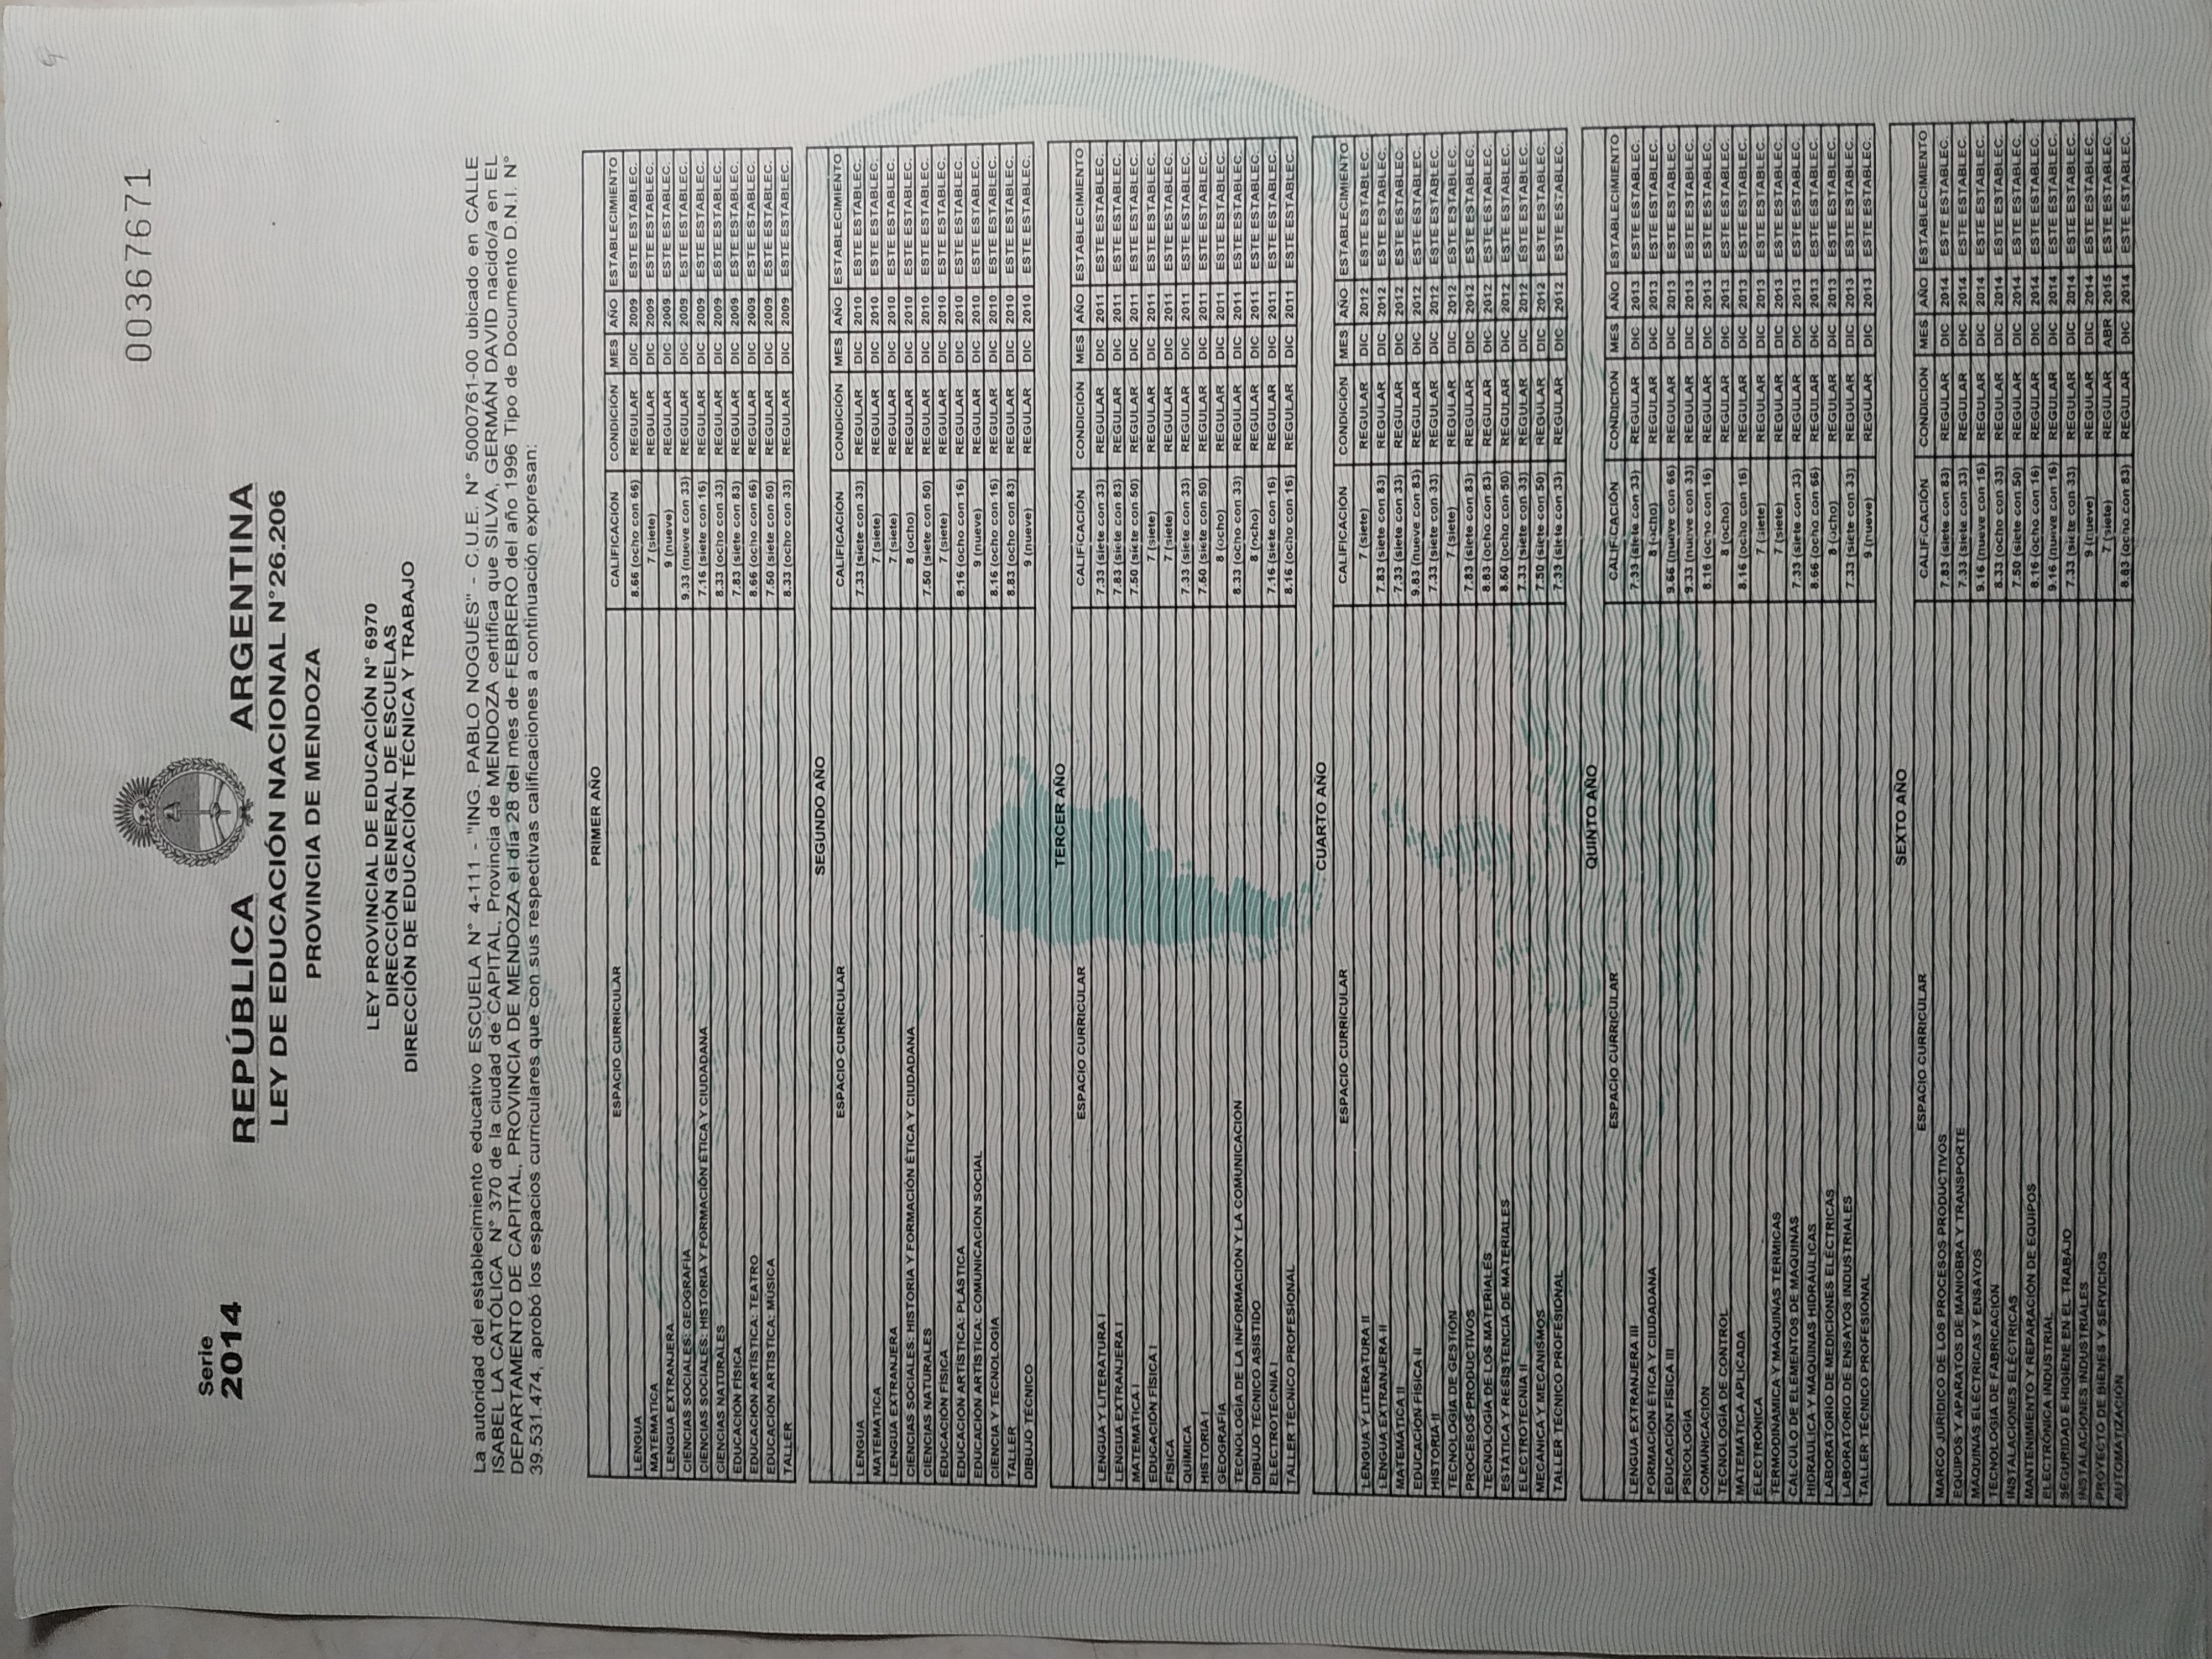 00367671
Serie
2014
REPÚBLICA ARGENTINA
LEY DE EDUCACIÓN NACIONAL N°26.206
PROVINCIA DE MENDOZA
LEY PROVINCIAL DE EDUCACIÓN N° 6970
DIRECCIÓN GENERAL DE ESCUELAS
DIRECCIÓN DE EDUCACIÓN TÉCNICA Y TRABAJO
La autoridad del establecimiento educativo ESCUELA N° 4-111 - "ING. PABLO NOGUÉS" - C.U.E. N° 5000761-00 ubicado en CALLE
ISABEL LA CATÓLICA N° 370 de la ciudad de CAPITAL, Provincia de MENDOZA certifica que SILVA, GERMÁN DAVID nacido/a en EL
DEPARTAMENTO DE CAPITAL, PROVINCIA DE MENDOZA el día 28 del mes de FEBRERO del año 1996 Tipo de Documento D.N.I. N°
39.531.474, aprobó los espacios curriculares que con sus respectivas calificaciones a continuación expresan:
PRIMER AÑO
ESPACIO CURRICULAR CALIFICACIÓN CONDICIÓN MES AÑO ESTABLECIMIENTO
LENGUA 8.66 (ocho con 66) REGULAR DIC 2009 ESTE ESTABLEC.
MATEMÁTICA 7 (siete) REGULAR DIC 2009 ESTE ESTABLEC.
LENGUA EXTRANJERA 9 (nueve) REGULAR DIC 2009 ESTE ESTABLEC.
CIENCIAS SOCIALES: GEOGRAFÍA 9.33 (nueve con 33) REGULAR DIC 2009 ESTE ESTABLEC.
CIENCIAS SOCIALES: HISTORIA Y FORMACIÓN ÉTICA Y CIUDADANA 7.16 (siete con 16) REGULAR DIC 2009 ESTE ESTABLEC.
CIENCIAS NATURALES 8.33 (ocho con 33) REGULAR DIC 2009 ESTE ESTABLEC.
EDUCACIÓN FÍSICA 7.83 (siete con 83) REGULAR DIC 2009 ESTE ESTABLEC.
EDUCACIÓN ARTÍSTICA: TEATRO 8.66 (ocho con 66) REGULAR DIC 2009 ESTE ESTABLEC.
EDUCACIÓN ARTÍSTICA: MÚSICA 7.50 (siete con 50) REGULAR DIC 2009 ESTE ESTABLEC.
TALLER 8.33 (ocho con 33) REGULAR DIC 2009 ESTE ESTABLEC.
SEGUNDO AÑO
ESPACIO CURRICULAR CALIFICACIÓN CONDICIÓN MES AÑO ESTABLECIMIENTO
LENGUA 7.33 (siete con 33) REGULAR DIC 2010 ESTE ESTABLEC.
MATEMÁTICA 7 (siete) REGULAR DIC 2010 ESTE ESTABLEC.
LENGUA EXTRANJERA 7 (siete) REGULAR DIC 2010 ESTE ESTABLEC.
CIENCIAS SOCIALES: HISTORIA Y FORMACIÓN ÉTICA Y CIUDADANA 8 (ocho) REGULAR DIC 2010 ESTE ESTABLEC.
CIENCIAS NATURALES 7.50 (siete con 50) REGULAR DIC 2010 ESTE ESTABLEC.
EDUCACIÓN FÍSICA 7 (siete) REGULAR DIC 2010 ESTE ESTABLEC.
EDUCACIÓN ARTÍSTICA: PLÁSTICA 8.16 (ocho con 16) REGULAR DIC 2010 ESTE ESTABLEC.
EDUCACIÓN ARTÍSTICA: COMUNICACIÓN SOCIAL 9 (nueve) REGULAR DIC 2010 ESTE ESTABLEC.
CIENCIA Y TECNOLOGÍA 8.16 (ocho con 16) REGULAR DIC 2010 ESTE ESTABLEC.
TALLER 8.83 (ocho con 83) REGULAR DIC 2010 ESTE ESTABLEC.
DIBUJO TÉCNICO 9 (nueve) REGULAR DIC 2010 ESTE ESTABLEC.
TERCER AÑO
ESPACIO CURRICULAR CALIFICACIÓN CONDICIÓN MES AÑO ESTABLECIMIENTO
LENGUA Y LITERATURA I 7.33 (siete con 33) REGULAR DIC 2011 ESTE ESTABLEC.
LENGUA EXTRANJERA I 7.83 (siete con 83) REGULAR DIC 2011 ESTE ESTABLEC.
MATEMÁTICA I 7.50 (siete con 50) REGULAR DIC 2011 ESTE ESTABLEC.
EDUCACIÓN FÍSICA I 7 (siete) REGULAR DIC 2011 ESTE ESTABLEC.
FÍSICA 7 (siete) REGULAR DIC 2011 ESTE ESTABLEC.
QUÍMICA 7.33 (siete con 33) REGULAR DIC 2011 ESTE ESTABLEC.
HISTORIA I 7.50 (siete con 50) REGULAR DIC 2011 ESTE ESTABLEC.
GEOGRAFÍA 8 (ocho) REGULAR DIC 2011 ESTE ESTABLEC.
TECNOLOGÍA DE LA INFORMACIÓN Y LA COMUNICACIÓN 8.33 (ocho con 33) REGULAR DIC 2011 ESTE ESTABLEC.
DIBUJO TÉCNICO ASISTIDO 8 (ocho) REGULAR DIC 2011 ESTE ESTABLEC.
ELECTROTECNIA I 7.16 (siete con 16) REGULAR DIC 2011 ESTE ESTABLEC.
TALLER TÉCNICO PROFESIONAL 8.16 (ocho con 16) REGULAR DIC 2011 ESTE ESTABLEC.
CUARTO AÑO
ESPACIO CURRICULAR CALIFICACIÓN CONDICIÓN MES AÑO ESTABLECIMIENTO
LENGUA Y LITERATURA II 7 (siete) REGULAR DIC 2012 ESTE ESTABLEC.
LENGUA EXTRANJERA II 7.83 (siete con 83) REGULAR DIC 2012 ESTE ESTABLEC.
MATEMÁTICA II 7.33 (siete con 33) REGULAR DIC 2012 ESTE ESTABLEC.
EDUCACIÓN FÍSICA II 9.83 (nueve con 83) REGULAR DIC 2012 ESTE ESTABLEC.
HISTORIA II 7.33 (siete con 33) REGULAR DIC 2012 ESTE ESTABLEC.
TECNOLOGÍA DE GESTIÓN 7 (siete) REGULAR DIC 2012 ESTE ESTABLEC.
PROCESOS PRODUCTIVOS 7.83 (siete con 83) REGULAR DIC 2012 ESTE ESTABLEC.
TECNOLOGÍA DE LOS MATERIALES 8.83 (ocho con 83) REGULAR DIC 2012 ESTE ESTABLEC.
ESTÁTICA Y RESISTENCIA DE MATERIALES 8.50 (ocho con 50) REGULAR DIC 2012 ESTE ESTABLEC.
ELECTROTECNIA II 7.33 (siete con 33) REGULAR DIC 2012 ESTE ESTABLEC.
MECÁNICA Y MECANISMOS 7.50 (siete con 50) REGULAR DIC 2012 ESTE ESTABLEC.
TALLER TÉCNICO PROFESIONAL 7.33 (siete con 33) REGULAR DIC 2012 ESTE ESTABLEC.
QUINTO AÑO
ESPACIO CURRICULAR CALIFICACIÓN CONDICIÓN MES AÑO ESTABLECIMIENTO
LENGUA EXTRANJERA III 7.33 (siete con 33) REGULAR DIC 2013 ESTE ESTABLEC.
FORMACIÓN ÉTICA Y CIUDADANA 8 (ocho) REGULAR DIC 2013 ESTE ESTABLEC.
EDUCACIÓN FÍSICA III 9.66 (nueve con 66) REGULAR DIC 2013 ESTE ESTABLEC.
PSICOLOGÍA 9.33 (nueve con 33) REGULAR DIC 2013 ESTE ESTABLEC.
COMUNICACIÓN 8.16 (ocho con 16) REGULAR DIC 2013 ESTE ESTABLEC.
TECNOLOGÍA DE CONTROL 8 (ocho) REGULAR DIC 2013 ESTE ESTABLEC.
MATEMÁTICA APLICADA 8.16 (ocho con 16) REGULAR DIC 2013 ESTE ESTABLEC.
ELECTRÓNICA 7 (siete) REGULAR DIC 2013 ESTE ESTABLEC.
TERMODINÁMICA Y MÁQUINAS TÉRMICAS 7 (siete) REGULAR DIC 2013 ESTE ESTABLEC.
CÁLCULO DE ELEMENTOS DE MÁQUINAS 7.33 (siete con 33) REGULAR DIC 2013 ESTE ESTABLEC.
HIDRÁULICA Y MÁQUINAS HIDRÁULICAS 8.66 (ocho con 66) REGULAR DIC 2013 ESTE ESTABLEC.
LABORATORIO DE MEDICIONES ELÉCTRICAS 8 (ocho) REGULAR DIC 2013 ESTE ESTABLEC.
LABORATORIO DE ENSAYOS INDUSTRIALES 7.33 (siete con 33) REGULAR DIC 2013 ESTE ESTABLEC.
TALLER TÉCNICO PROFESIONAL 9 (nueve) REGULAR DIC 2013 ESTE ESTABLEC.
SEXTO AÑO
ESPACIO CURRICULAR CALIFICACIÓN CONDICIÓN MES AÑO ESTABLECIMIENTO
MARCO JURÍDICO DE LOS PROCESOS PRODUCTIVOS 7.83 (siete con 83) REGULAR DIC 2014 ESTE ESTABLEC.
EQUIPOS Y APARATOS DE MANIOBRA Y TRANSPORTE 7.33 (siete con 33) REGULAR DIC 2014 ESTE ESTABLEC.
MÁQUINAS ELÉCTRICAS Y ENSAYOS 9.16 (nueve con 16) REGULAR DIC 2014 ESTE ESTABLEC.
TECNOLOGÍA DE FABRICACIÓN 8.33 (ocho con 33) REGULAR DIC 2014 ESTE ESTABLEC.
INSTALACIONES ELÉCTRICAS 7.50 (siete con 50) REGULAR DIC 2014 ESTE ESTABLEC.
MANTENIMIENTO Y REPARACIÓN DE EQUIPOS 8.16 (ocho con 16) REGULAR DIC 2014 ESTE ESTABLEC.
ELECTRÓNICA INDUSTRIAL 9.16 (nueve con 16) REGULAR DIC 2014 ESTE ESTABLEC.
SEGURIDAD E HIGIENE EN EL TRABAJO 7.33 (siete con 33) REGULAR DIC 2014 ESTE ESTABLEC.
INSTALACIONES INDUSTRIALES 9 (nueve) REGULAR DIC 2014 ESTE ESTABLEC.
PROYECTO DE BIENES Y SERVICIOS 7 (siete) REGULAR ABR 2015 ESTE ESTABLEC.
AUTOMATIZACIÓN 8.83 (ocho con 83) REGULAR DIC 2014 ESTE ESTABLEC.